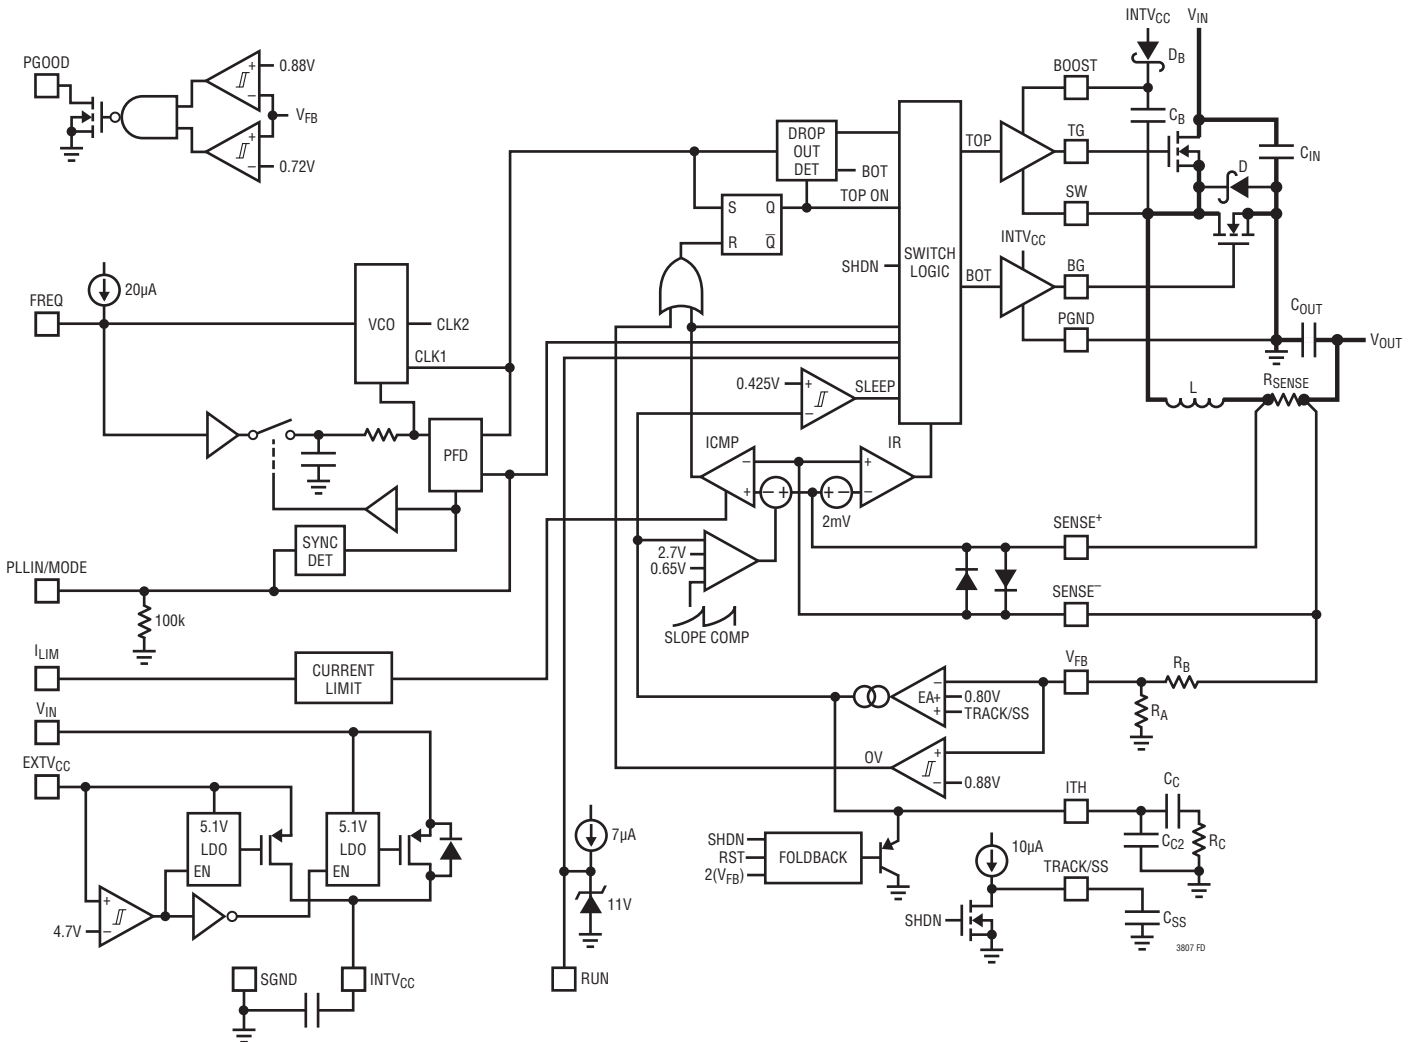 INTVCC
VIN
PGOOD
0.88V
VFB
0.72V
BOOST
DB
CB
DROP
OUT
DET
BOT
TOP ON
TOP
TG
CIN
D
SW
S
Q
R
Q̅
SHDN
SWITCH
LOGIC
INTVCC
BOT
BG
PGND
COUT
VOUT
FREQ
20µA
VCO
CLK2
CLK1
0.425V
SLEEP
L
RSENSE
PFD
ICMP
IR
+
–
2mV
SYNC
DET
2.7V
0.65V
SLOPE COMP
SENSE+
SENSE–
PLLIN/MODE
100k
ILIM
CURRENT
LIMIT
VFB
RB
RA
EA
0.80V
TRACK/SS
OV
0.88V
VIN
EXTVCC
5.1V
LDO
EN
5.1V
LDO
EN
4.7V
7µA
11V
ITH
CC
CC2
RC
SHDN
RST
2(VFB)
FOLDBACK
10µA
TRACK/SS
SHDN
CSS
3807 FD
SGND
INTVCC
RUN